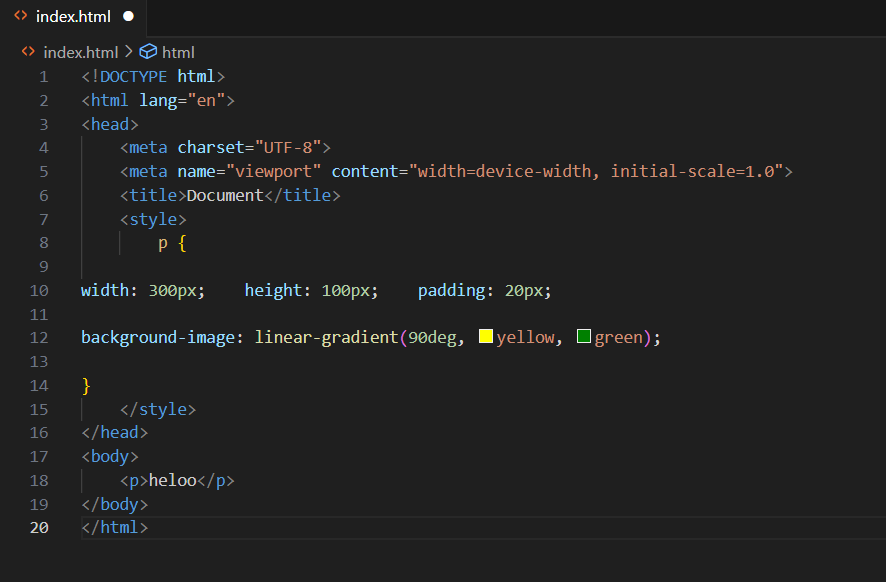 index.html
index.html > html
1 <!DOCTYPE html>
2 <html lang="en">
3 <head>
4 <meta charset="UTF-8">
5 <meta name="viewport" content="width=device-width, initial-scale=1.0">
6 <title>Document</title>
7 <style>
8 p {
9
10 width: 300px; height: 100px; padding: 20px;
11
12 background-image: linear-gradient(90deg, yellow, green);
13
14 }
15 </style>
16 </head>
17 <body>
18 <p>heloo</p>
19 </body>
20 </html>